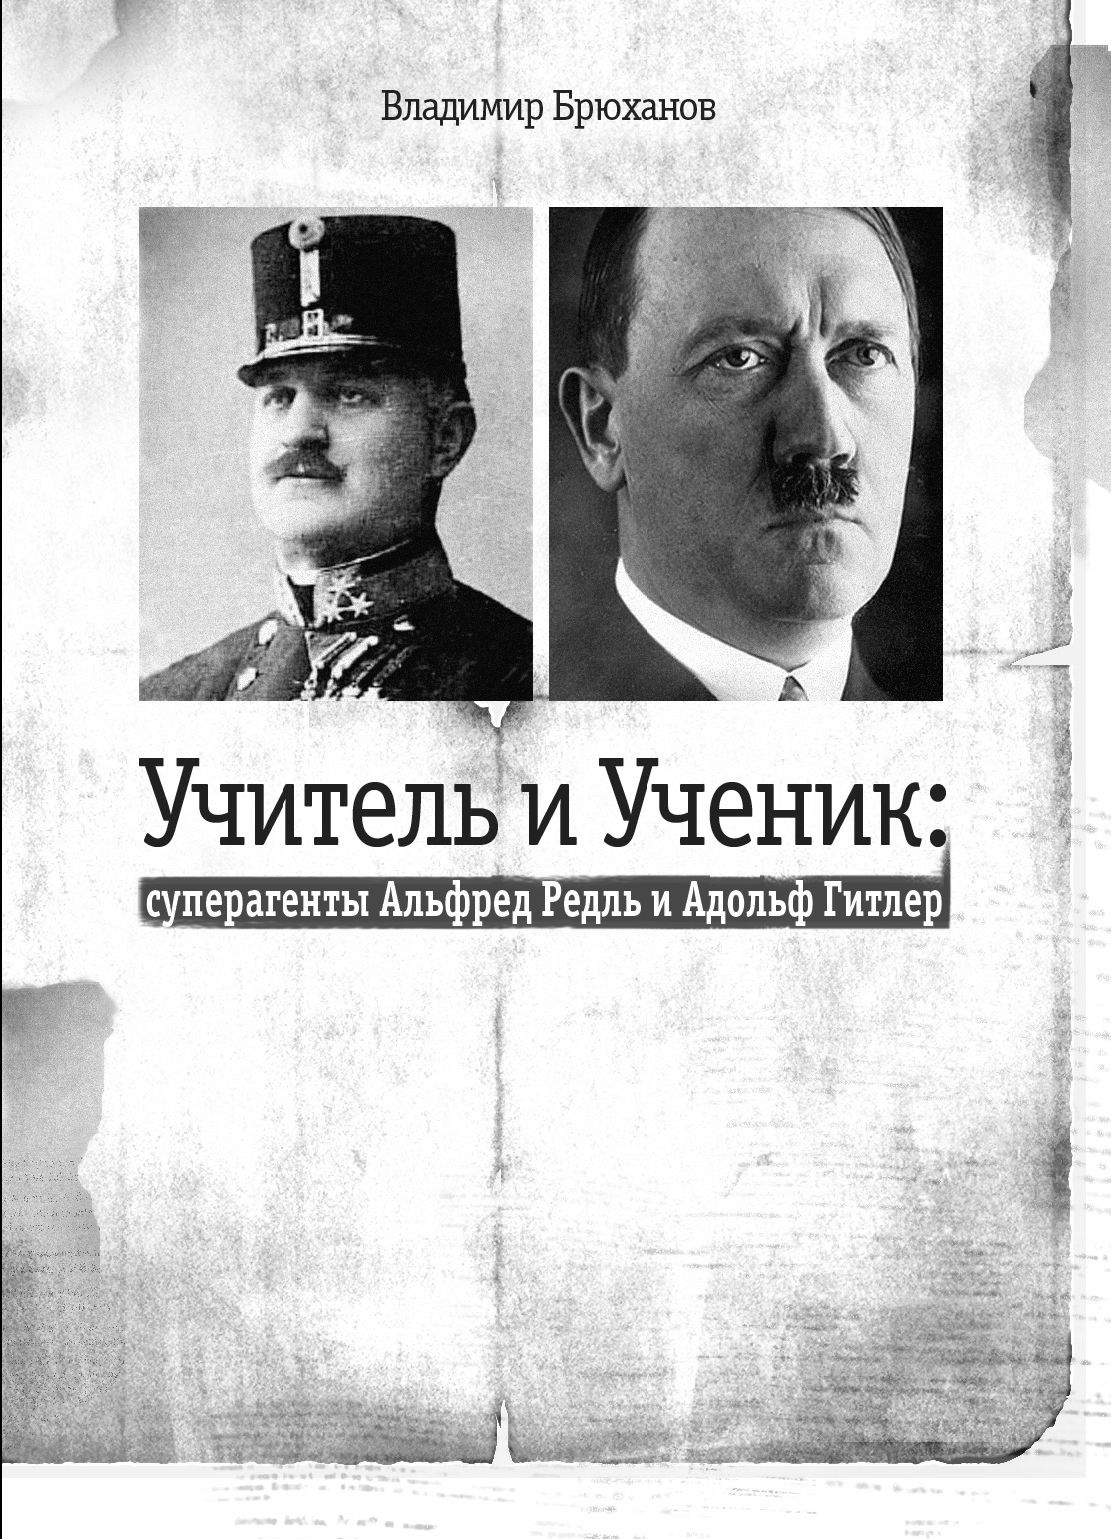 Владимир Брюханов
Учитель и Ученик:
суперагенты Альфред Редль и Адольф Гитлер